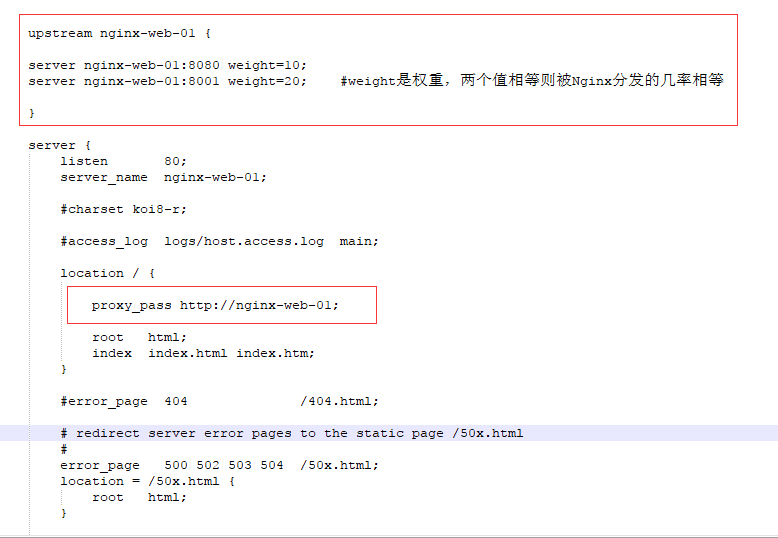 upstream nginx-web-01 {
server nginx-web-01:8080 weight=10;
server nginx-web-01:8001 weight=20;    #weight是权重，两个值相等则被Nginx分发的几率相等
}
server {
    listen       80;
    server_name  nginx-web-01;
    #charset koi8-r;
    #access_log  logs/host.access.log  main;
    location / {
        proxy_pass http://nginx-web-01;
        root   html;
        index  index.html index.htm;
    }
    #error_page  404              /404.html;
    # redirect server error pages to the static page /50x.html
    #
    error_page   500 502 503 504  /50x.html;
    location = /50x.html {
        root   html;
    }